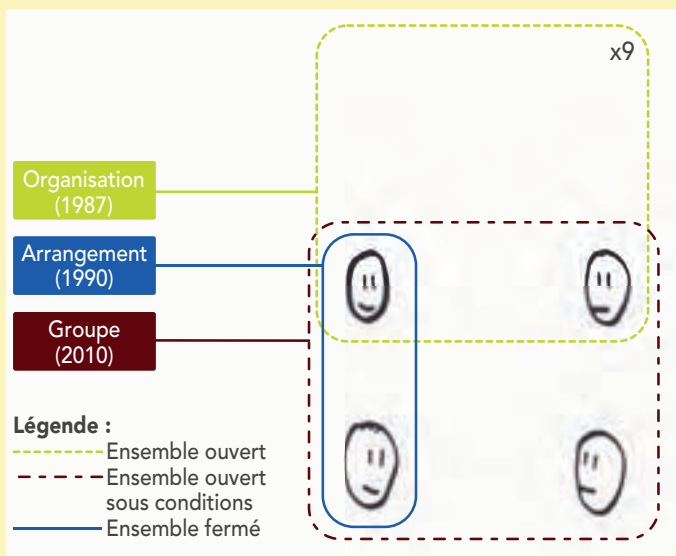 x9
Organisation
(1987)
Arrangement
(1990)
Groupe
(2010)
Légende :
Ensemble ouvert
Ensemble ouvert
sous conditions
Ensemble fermé